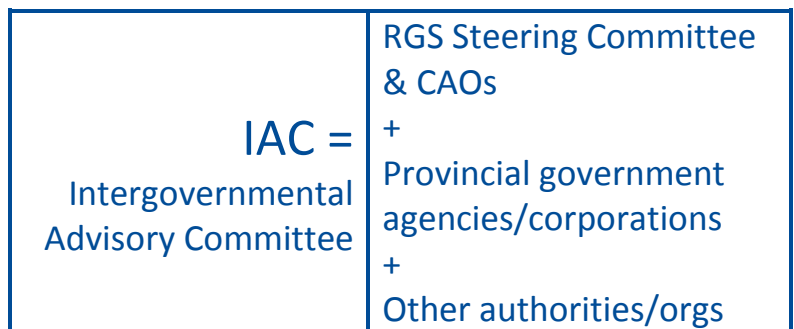 IAC =
Intergovernmental
Advisory Committee
RGS Steering Committee
& CAOs
+
Provincial government
agencies/corporations
+
Other authorities/orgs